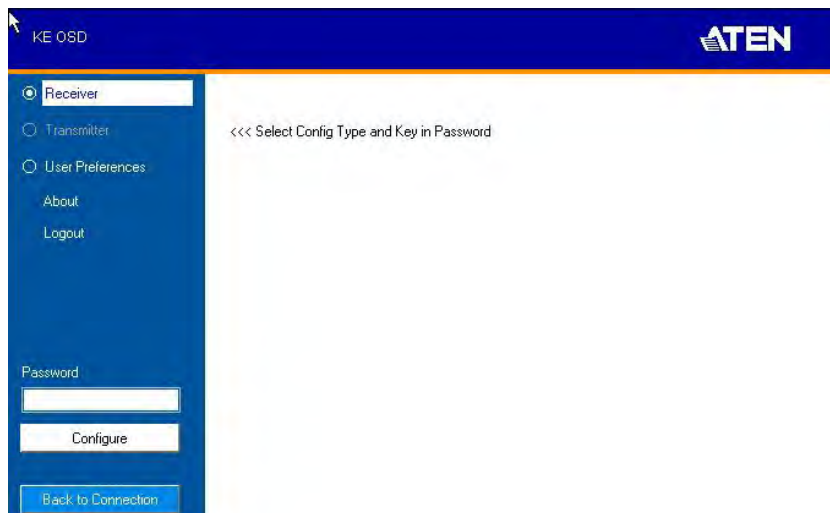 KE OSD
ATEN
Receiver
Transmitter
<<< Select Config Type and Key in Password
User Preferences
About
Logout
Password
Configure
Back to Connection